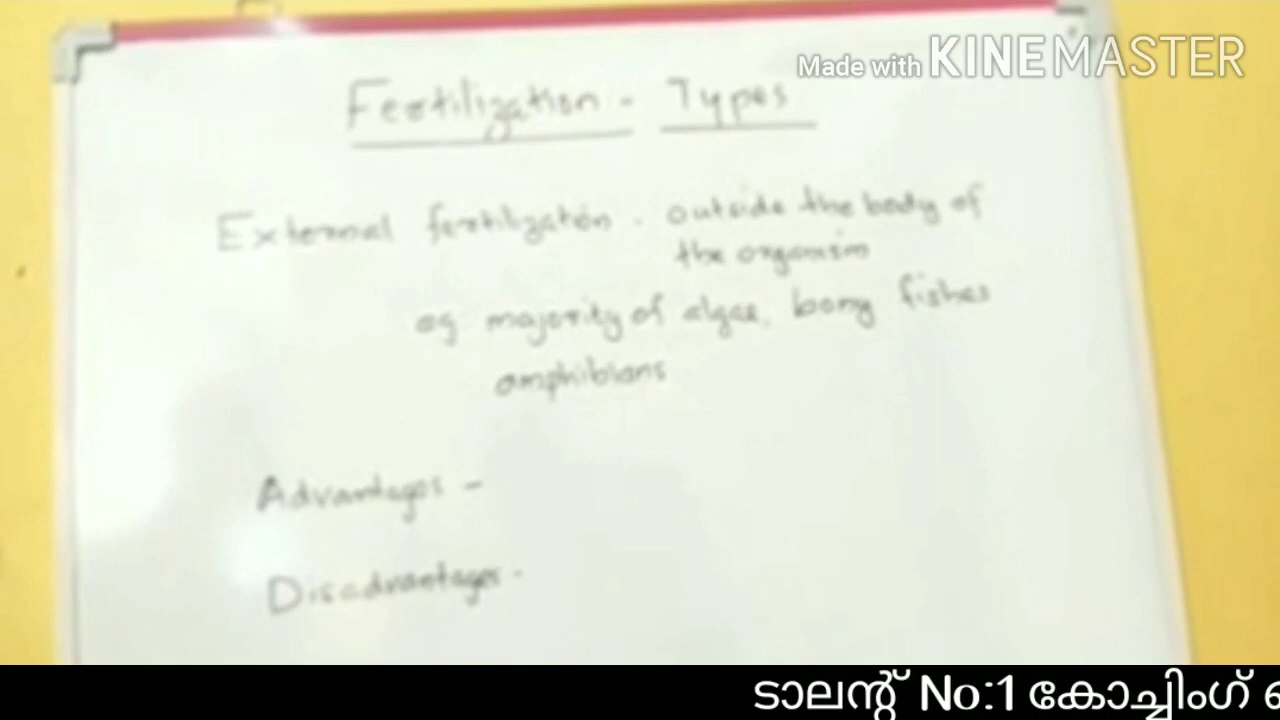 Made with KINEMASTER
Fertilization - Types
External fertilization - outside the body of
the organism
eg majority of algae, bony fishes
amphibians
Advantages -
Disadvantages -
ടാലന്റ് No:1 കോച്ചിംഗ്